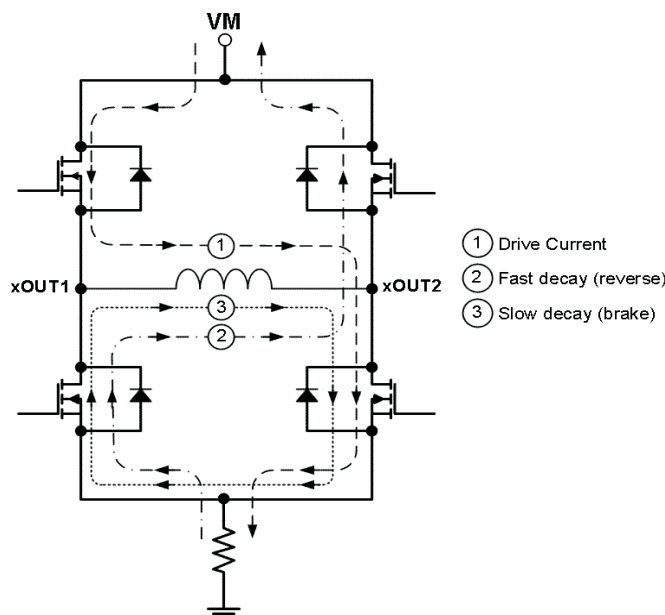 VM
1
xOUT1
xOUT2
3
2
1 Drive Current
2 Fast decay (reverse)
3 Slow decay (brake)